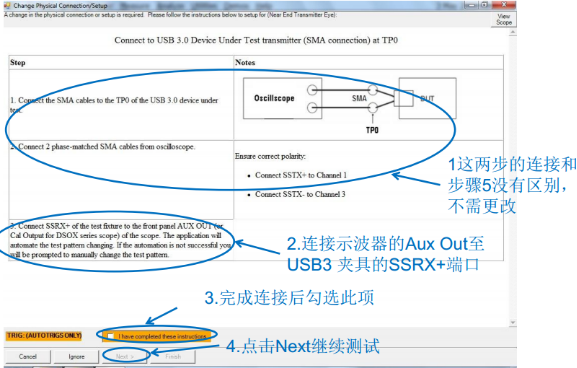 Change Physical Connection/Setup
A change in the physical connection or setup is required. Please follow the instructions below to setup for (Near End Transmitter Eye):
View
Scope
Connect to USB 3.0 Device Under Test transmitter (SMA connection) at TP0
Step
Notes
1. Connect the SMA cables to the TP0 of the USB 3.0 device under
test.
Oscillscope
SMA
DUT
TP0
2. Connect 2 phase-matched SMA cables from oscilloscope.
Ensure correct polarity:
• Connect SSTX+ to Channel 1
• Connect SSTX- to Channel 3
1这两步的连接和
步骤5没有区别，
不需更改
3. Connect SSRX+ of the test fixture to the front panel AUX OUT (or
Cal Output for DSOX series scope) of the scope. The application will
automate the test pattern changing. If the automation is not successful you
will be prompted to manually change the test pattern.
2.连接示波器的Aux Out至
USB3 夹具的SSRX+端口
3.完成连接后勾选此项
TRIG: (AUTOTRIGS ONLY)
I have completed these instructions
4.点击Next继续测试
Cancel
Ignore
Next >
Finish